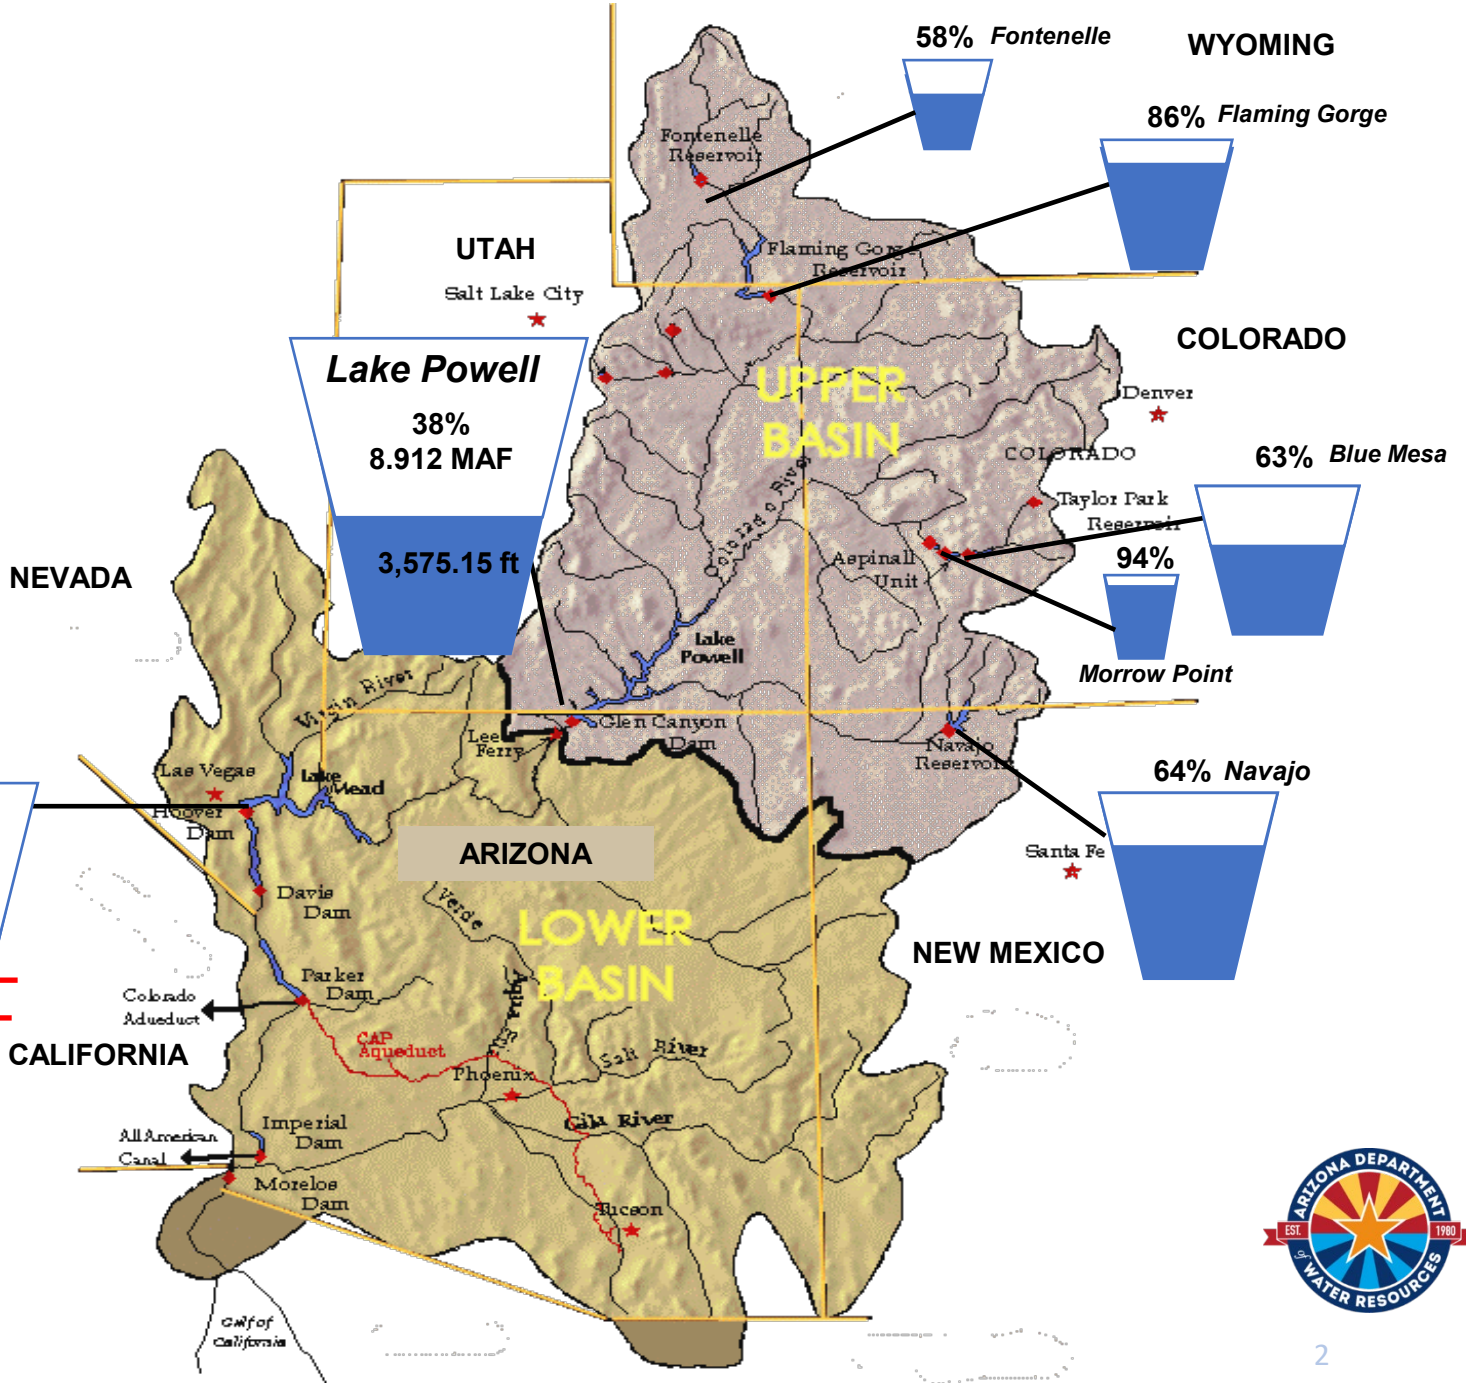 58% Fontenelle
WYOMING
86% Flaming Gorge
Fontenelle
Reservoir
UTAH
Salt Lake City
Flaming Gorge
Reservoir
COLORADO
Lake Powell
38%
8.912 MAF
3,575.15 ft
UPPER
BASIN
Denver
COLORADO
63% Blue Mesa
Taylor Park
Reservoir
Colorado River
Aspinall
Unit
94%
Morrow Point
NEVADA
Lake
Powell
Virgin River
Glen Canyon
Dam
Lee
Ferry
Navajo
Reservoir
64% Navajo
Las Vegas
Lake
Mead
Hoover
Dam
ARIZONA
Santa Fe
Davis
Dam
Verde
LOWER
BASIN
NEW MEXICO
Agua
Parker
Dam
Colorado
Adueduct
CALIFORNIA
CAP
Aqueduct
Salt River
Phoenix
Gila River
Imperial
Dam
All American
Canal
Morelos
Dam
Tucson
Gulf of
California
ARIZONA DEPARTMENT
EST. 1980
of WATER RESOURCES
2